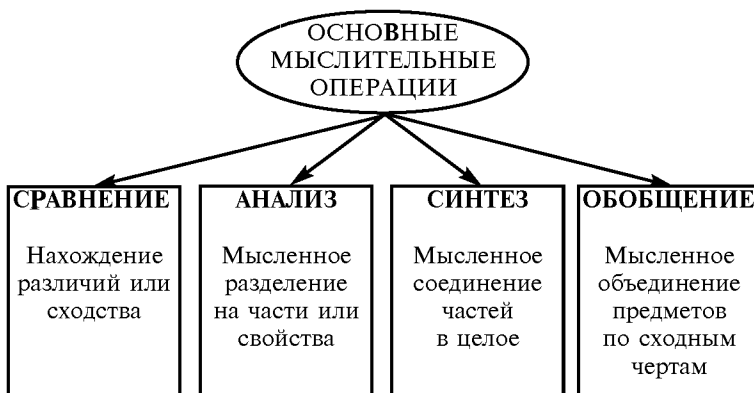 ОСНОВНЫЕ
МЫСЛИТЕЛЬНЫЕ
ОПЕРАЦИИ
СРАВНЕНИЕ
Нахождение
различий или
сходства
АНАЛИЗ
Мысленное
разделение
на части или
свойства
СИНТЕЗ
Мысленное
соединение
частей
в целое
ОБОБЩЕНИЕ
Мысленное
объединение
предметов
по сходным
чертам